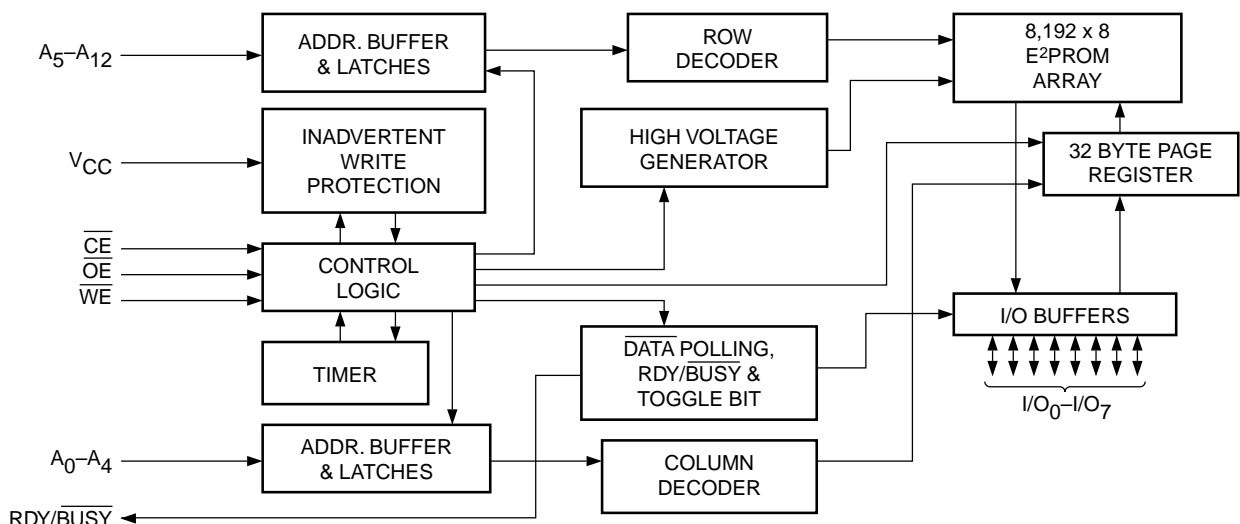 A5–A12
ADDR. BUFFER
& LATCHES
ROW
DECODER
8,192 x 8
E2PROM
ARRAY
VCC
INADVERTENT
WRITE
PROTECTION
HIGH VOLTAGE
GENERATOR
32 BYTE PAGE
REGISTER
CE
OE
WE
CONTROL
LOGIC
I/O BUFFERS
TIMER
DATA POLLING,
RDY/BUSY &
TOGGLE BIT
I/O0–I/O7
A0–A4
ADDR. BUFFER
& LATCHES
COLUMN
DECODER
RDY/BUSY